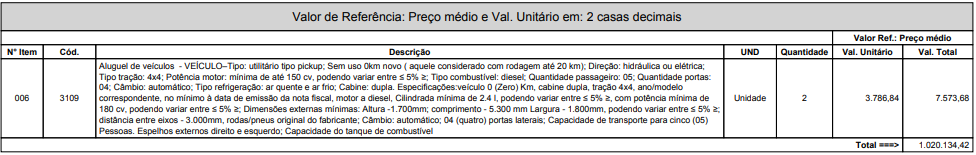 Valor de Referência: Preço médio e Val. Unitário em: 2 casas decimais
Valor Ref.: Preço médio
N° Item Cód. Descrição UND Quantidade Val. Unitário Val. Total
Aluguel de veículos - VEÍCULO–Tipo: utilitário tipo pickup; Sem uso 0km novo ( aquele considerado com rodagem até 20 km); Direção: hidráulica ou elétrica;
Tipo tração: 4x4; Potência motor: mínima de até 150 cv, podendo variar entre ≤ 5% ≥; Tipo combustível: diesel; Quantidade passageiro: 05; Quantidade portas:
04; Câmbio: automático; Tipo refrigeração: ar quente e ar frio; Cabine: dupla. Especificações:veículo 0 (Zero) Km, cabine dupla, tração 4x4, ano/modelo
006 3109 correspondente, no mínimo à data de emissão da nota fiscal, motor a diesel, Cilindrada mínima de 2.4 l, podendo variar entre ≤ 5% ≥, com potência mínima de Unidade 2 3.786,84 7.573,68
180 cv, podendo variar entre ≤ 5% ≥; Dimensões externas mínimas: Altura -1.700mm; comprimento - 5.300 mm Largura - 1.800mm, podendo variar entre ≤ 5% ≥;
distância entre eixos - 3.000mm, rodas/pneus original do fabricante; Câmbio: automático; 04 (quatro) portas laterais; Capacidade de transporte para cinco (05)
Pessoas. Espelhos externos direito e esquerdo; Capacidade do tanque de combustível
Total ===> 1.020.134,42